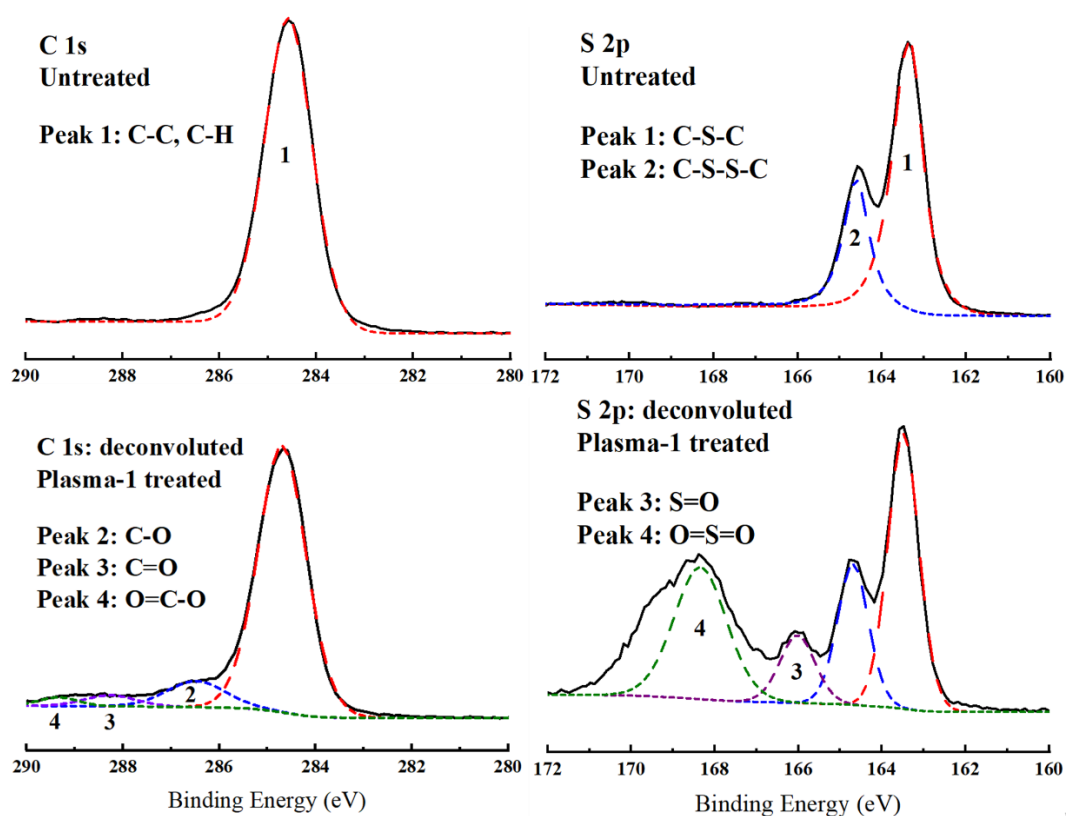 C 1s
Untreated
Peak 1: C-C, C-H
1
290 288 286 284 282 280
S 2p
Untreated
Peak 1: C-S-C
Peak 2: C-S-S-C
1
2
172 170 168 166 164 162 160
C 1s: deconvoluted
Plasma-1 treated
Peak 2: C-O
Peak 3: C=O
Peak 4: O=C-O
2
4 3
290 288 286 284 282 280
Binding Energy (eV)
S 2p: deconvoluted
Plasma-1 treated
Peak 3: S=O
Peak 4: O=S=O
4
3
172 170 168 166 164 162 160
Binding Energy (eV)